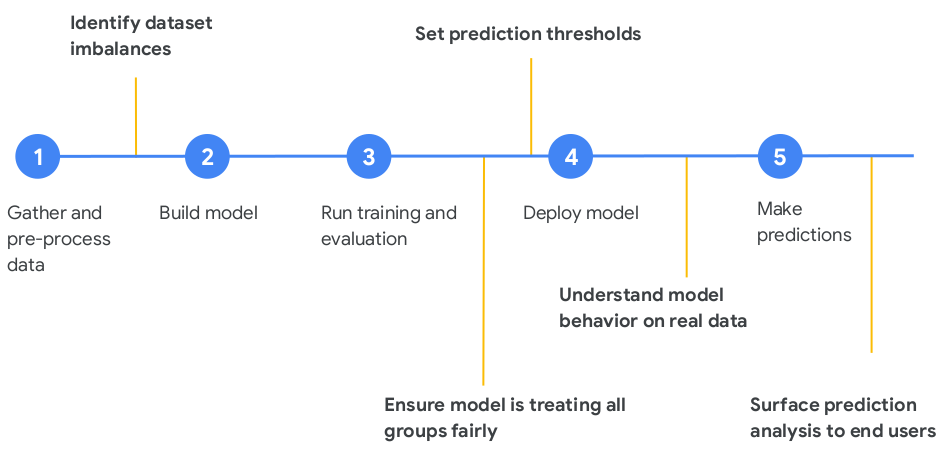 Identify dataset
imbalances
Set prediction thresholds
1
2
3
4
5
Gather and
pre-process
data
Build model
Run training and
evaluation
Deploy model
Make
predictions
Understand model
behavior on real data
Ensure model is treating all
groups fairly
Surface prediction
analysis to end users